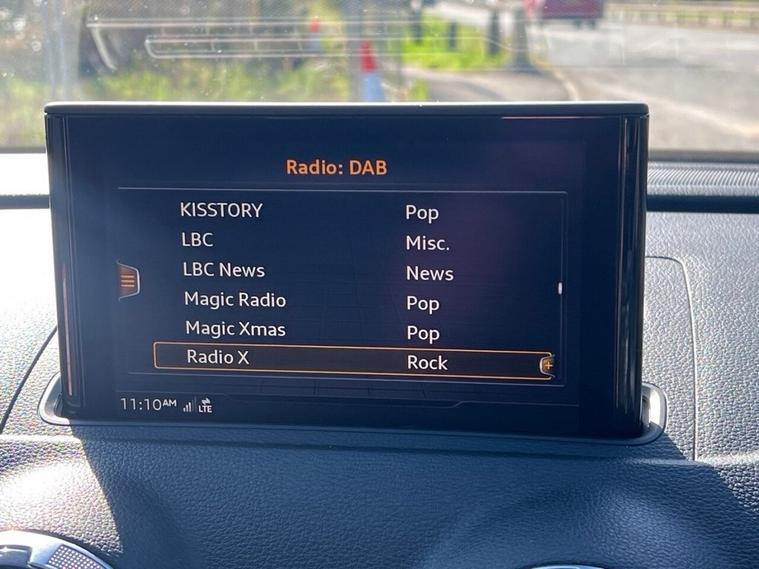 Radio: DAB
KISSTORY Pop
LBC Misc.
LBC News News
Magic Radio Pop
Magic Xmas Pop
Radio X Rock
11:10AM LTE